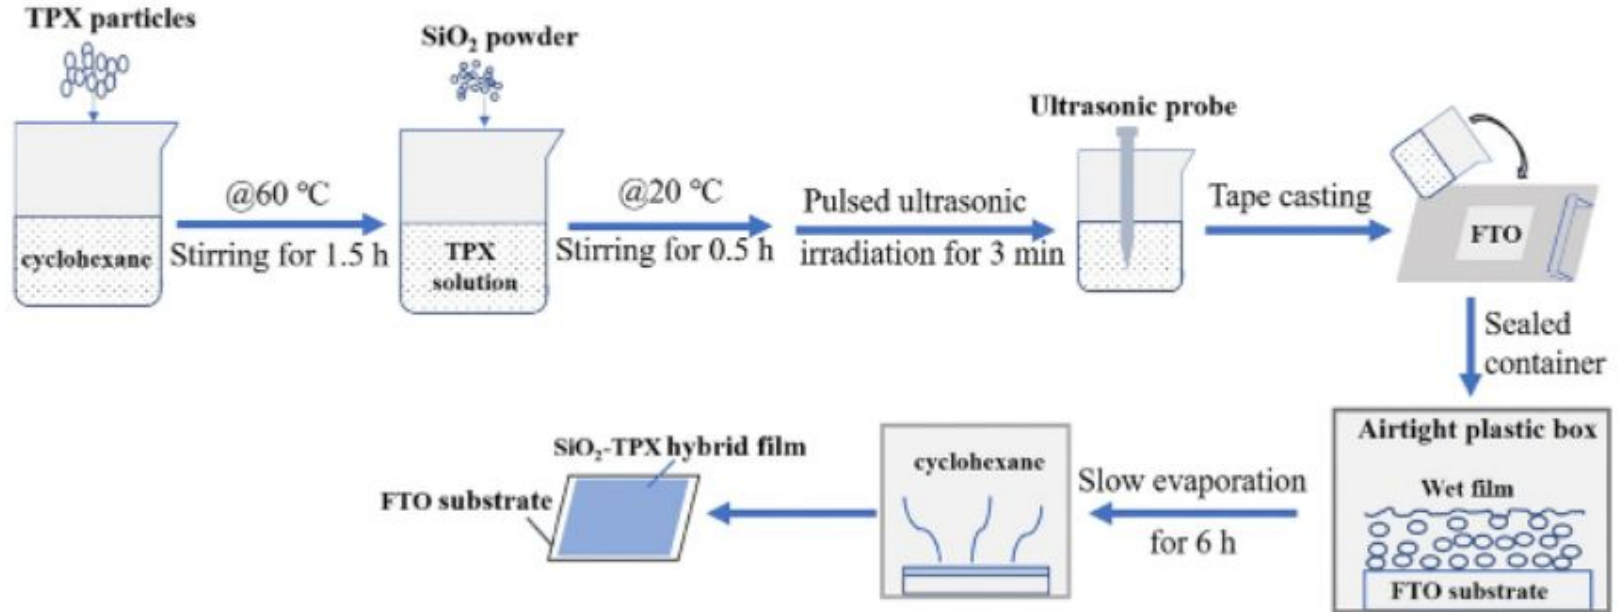 TPX particles
SiO₂ powder
Ultrasonic probe
@60 ℃
Stirring for 1.5 h
cyclohexane
@20 ℃
Stirring for 0.5 h
TPX
solution
Pulsed ultrasonic
irradiation for 3 min
Tape casting
FTO
Sealed
container
Airtight plastic box
Wet film
FTO substrate
Slow evaporation
for 6 h
cyclohexane
SiO₂-TPX hybrid film
FTO substrate